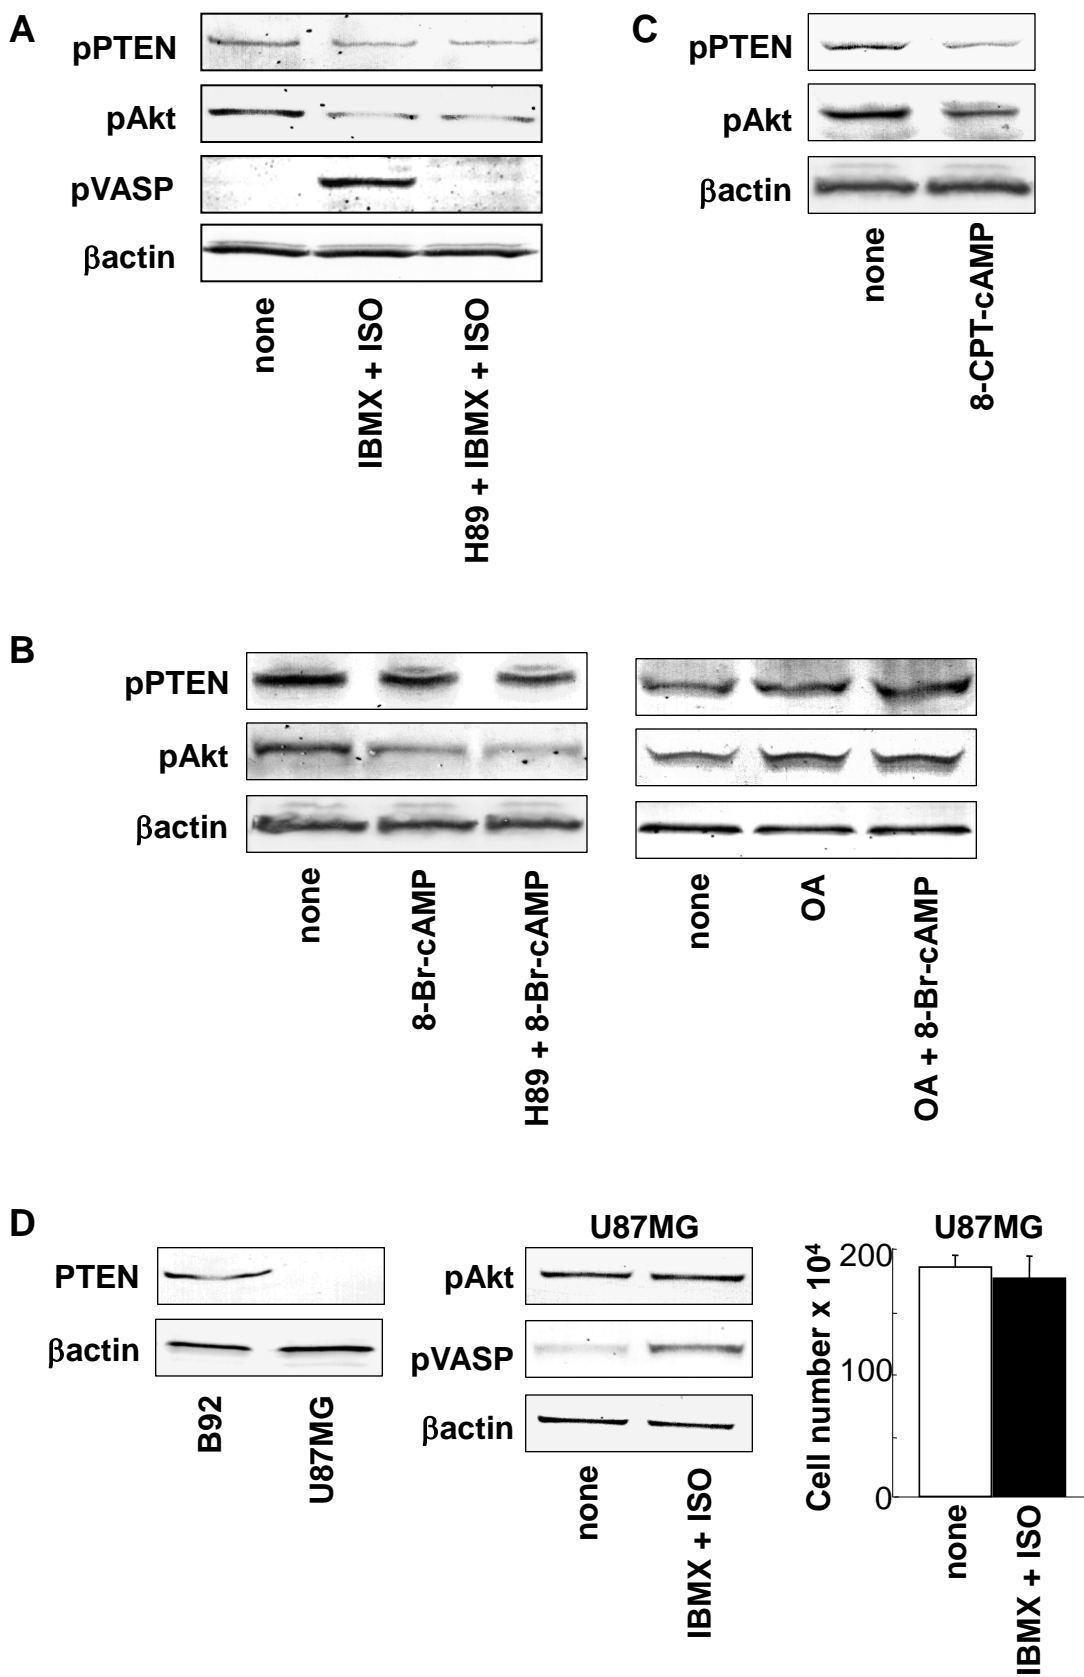 A
pPTEN
pAkt
pVASP
βactin
none
IBMX + ISO
H89 + IBMX + ISO
C
pPTEN
pAkt
βactin
none
8-CPT-cAMP
B
pPTEN
pAkt
βactin
none
8-Br-cAMP
H89 + 8-Br-cAMP
none
OA
OA + 8-Br-cAMP
D
PTEN
βactin
B92
U87MG
U87MG
pAkt
pVASP
βactin
none
IBMX + ISO
U87MG
Cell number x 10⁴
200
100
0
none
IBMX + ISO